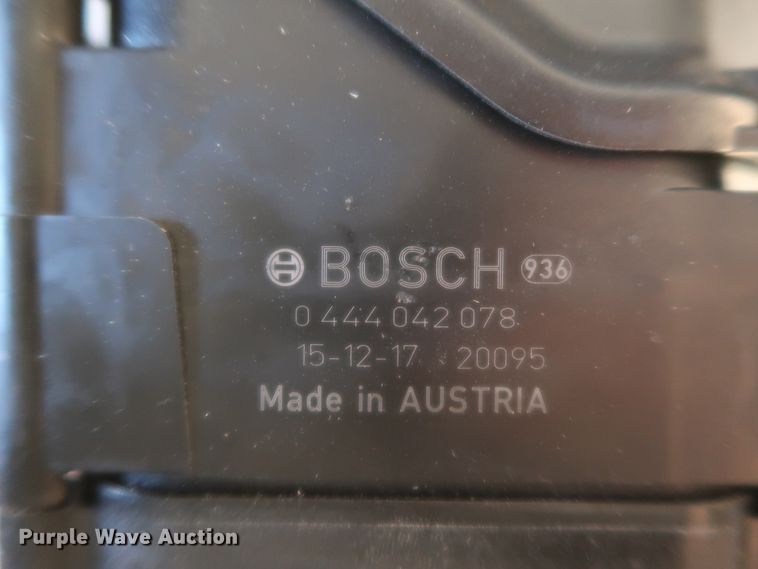 BOSCH 936
0 444 042 078
15-12-17 20095
Made in AUSTRIA
Purple Wave Auction